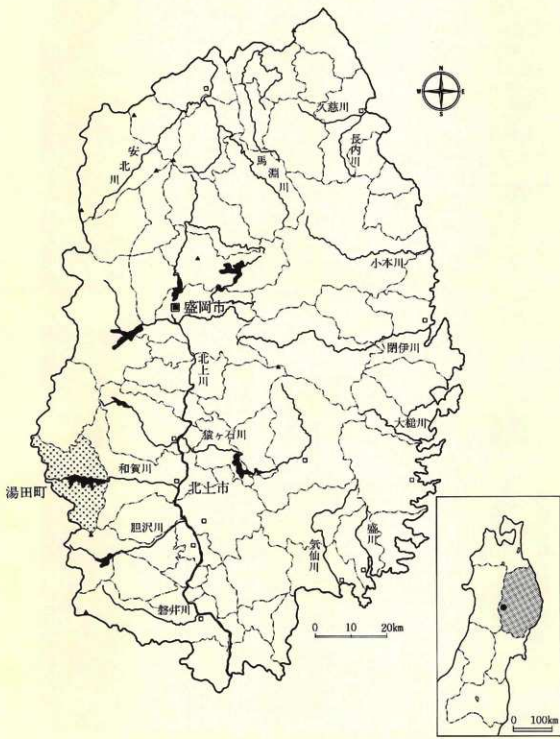 久慈川
N
W E
S
長内川
安
北
川
馬淵川
小本川
盛岡市
閉伊川
北上川
大槌川
猿ヶ石川
和賀川
湯田町
北上市
胆沢川
気仙川
盛川
磐井川
0 10 20km
0 100km